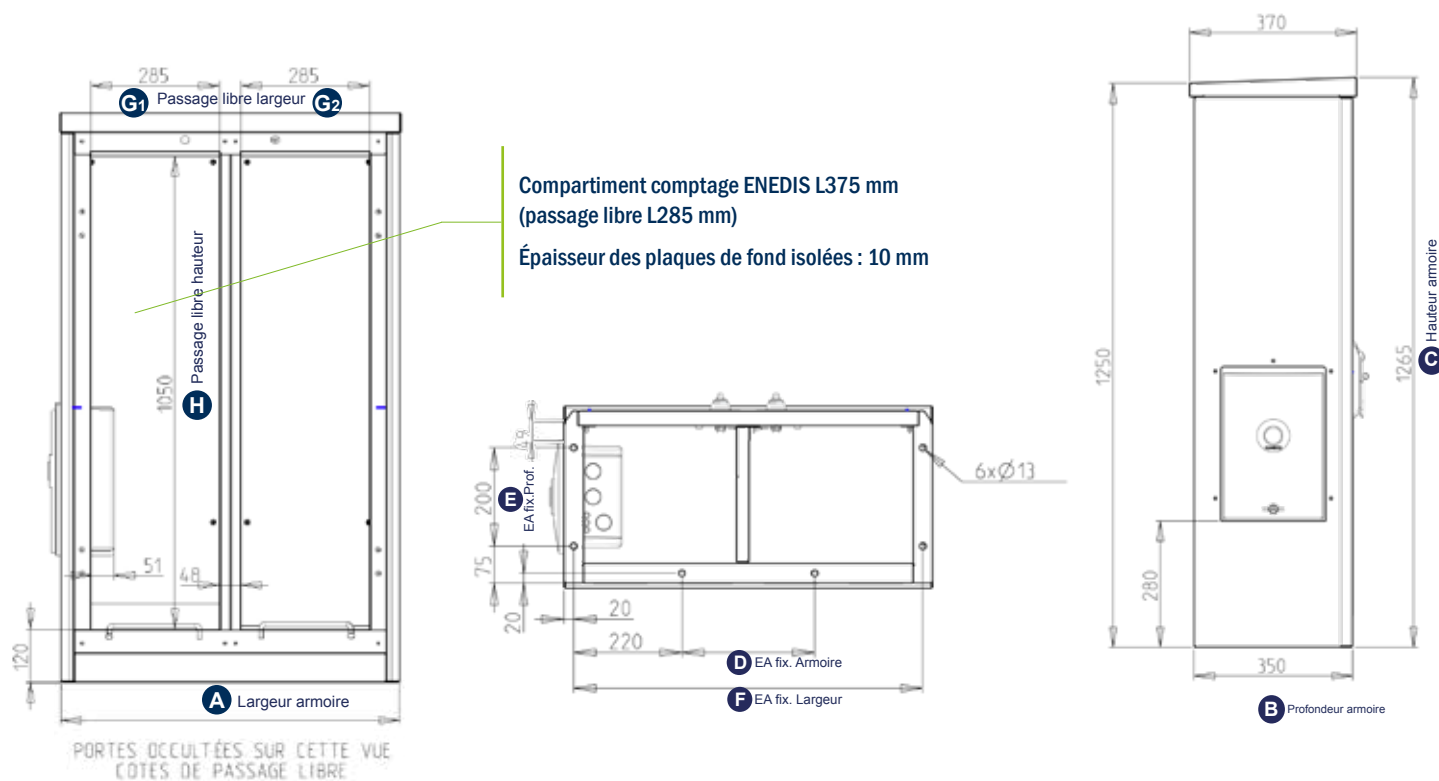 285
285
G1 Passage libre largeur G2
H Passage libre hauteur
1050
51
48
120
A Largeur armoire
PORTES OCCULTÉES SUR CETTE VUE
COTES DE PASSAGE LIBRE
Compartiment comptage ENEDIS L375 mm
(passage libre L285 mm)
Épaisseur des plaques de fond isolées : 10 mm
200
E EA fix.Prof.
75
20
20
220
6xØ13
D EA fix. Armoire
F EA fix. Largeur
370
1250
1265
C Hauteur armoire
280
350
B Profondeur armoire